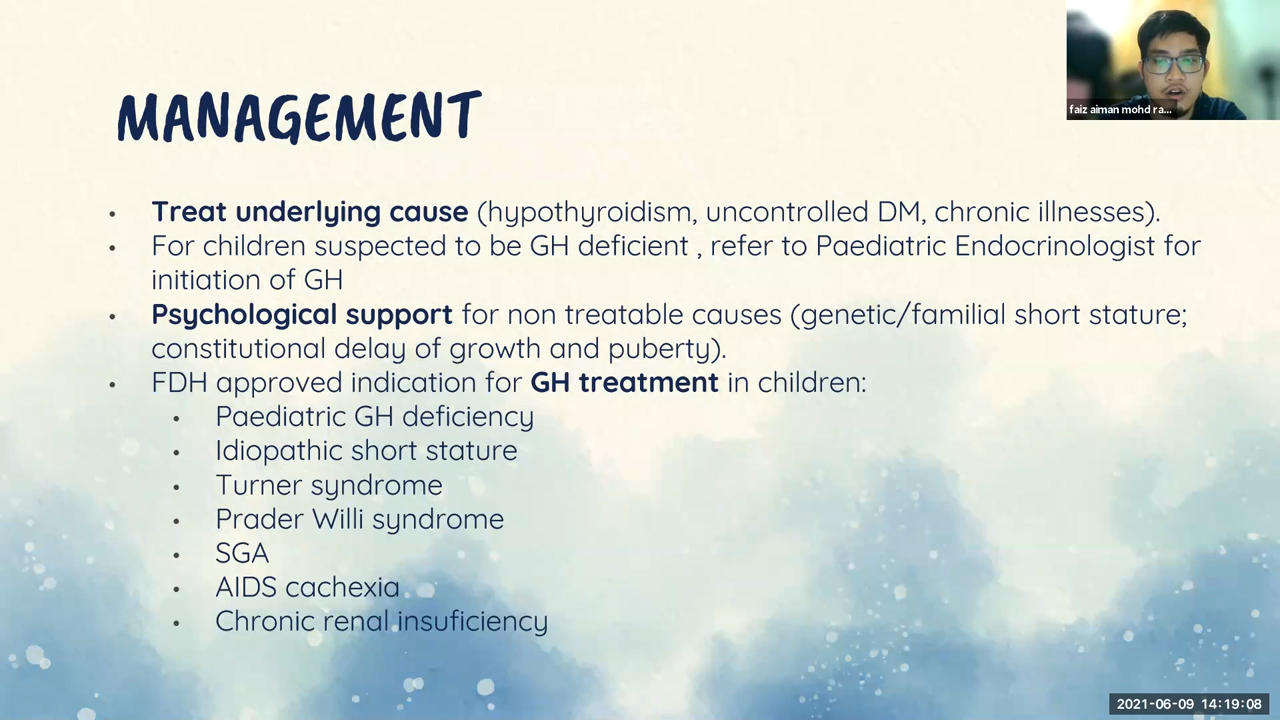 MANAGEMENT
faiz aiman mohd ra...
• Treat underlying cause (hypothyroidism, uncontrolled DM, chronic illnesses).
• For children suspected to be GH deficient , refer to Paediatric Endocrinologist for
initiation of GH
• Psychological support for non treatable causes (genetic/familial short stature;
constitutional delay of growth and puberty).
• FDH approved indication for GH treatment in children:
• Paediatric GH deficiency
• Idiopathic short stature
• Turner syndrome
• Prader Willi syndrome
• SGA
• AIDS cachexia
• Chronic renal insuficiency
2021-06-09 14:19:08